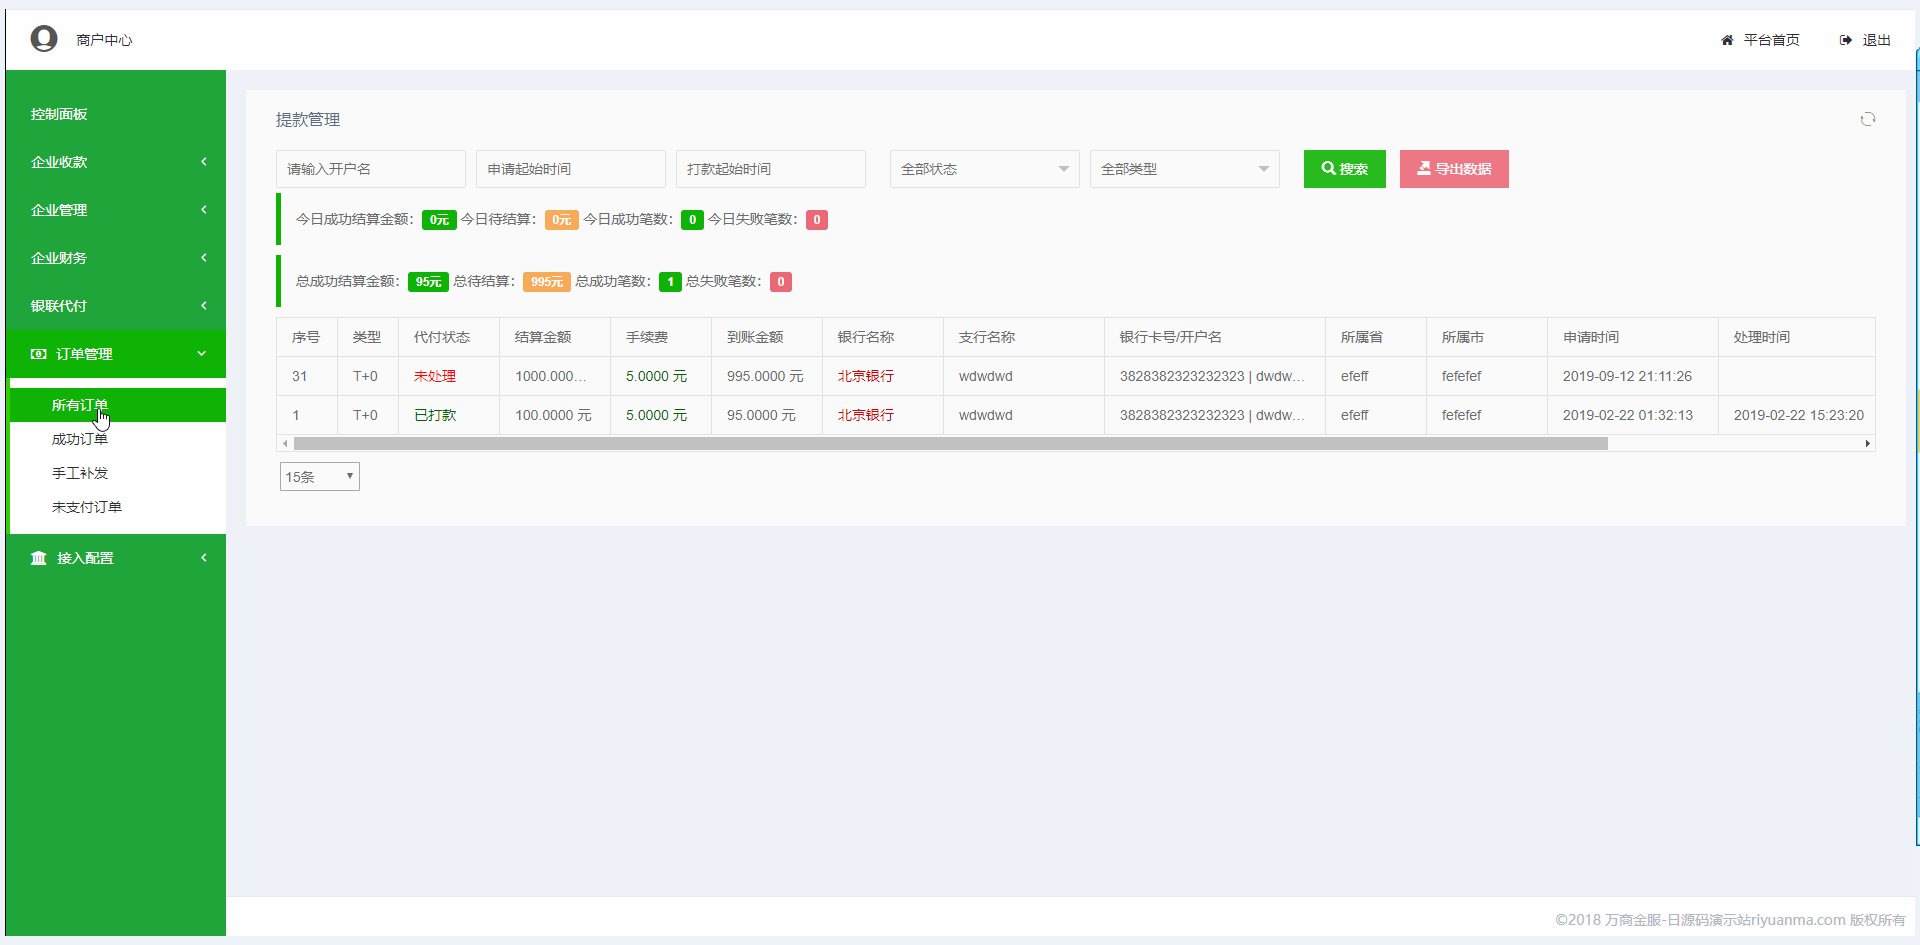 商户中心
平台首页
退出
控制面板
企业收款
企业管理
企业财务
银联代付
订单管理
所有订单
成功订单
手工补发
未支付订单
接入配置
提款管理
请输入开户名
申请起始时间
打款起始时间
全部状态
全部类型
搜索
导出数据
今日成功结算金额： 0元 今日待结算： 0元 今日成功笔数： 0 今日失败笔数： 0
总成功结算金额： 95元 总待结算： 995元 总成功笔数： 1 总失败笔数： 0
序号 类型 代付状态 结算金额 手续费 到账金额 银行名称 支行名称 银行卡号/开户名 所属省 所属市 申请时间 处理时间
31 T+0 未处理 1000.000... 5.0000 元 995.0000 元 北京银行 wdwdwd 3828382323232323 | dwdw... efeff fefefef 2019-09-12 21:11:26
1 T+0 已打款 100.0000 元 5.0000 元 95.0000 元 北京银行 wdwdwd 3828382323232323 | dwdw... efeff fefefef 2019-02-22 01:32:13 2019-02-22 15:23:20
15条
©2018 万商金服-日源码演示站riyuanma.com 版权所有